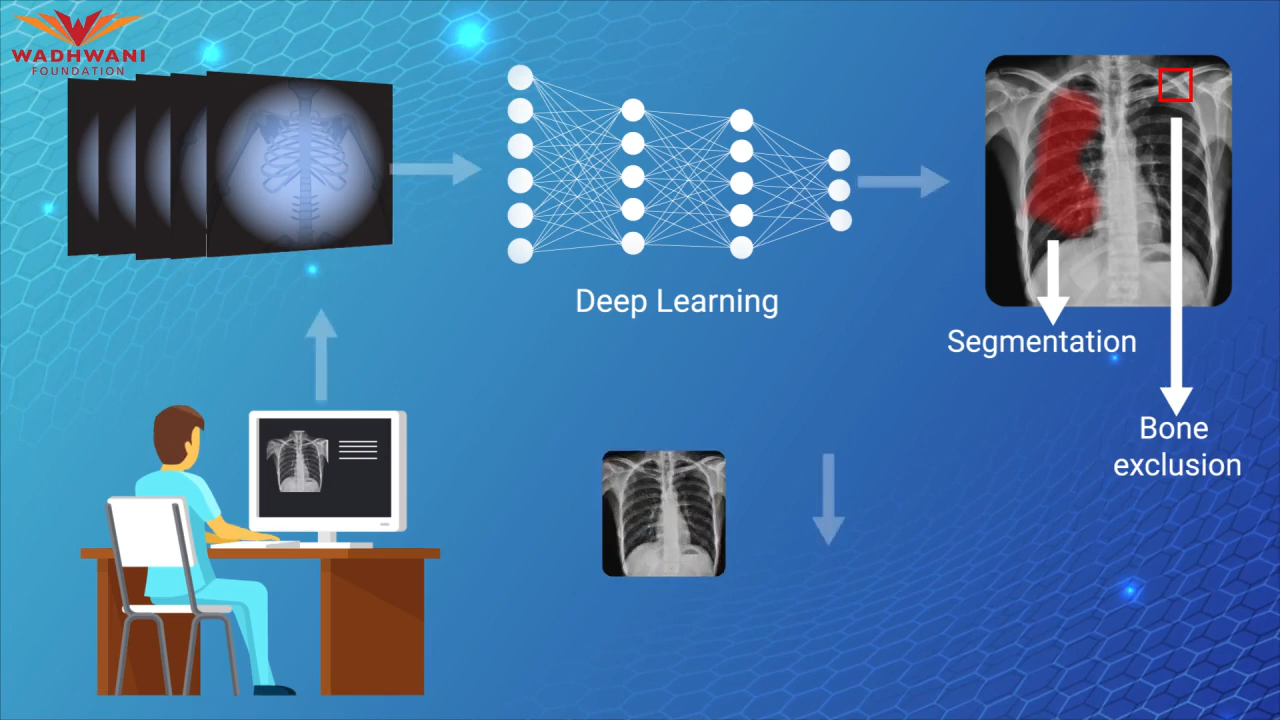 WADHWANI
FOUNDATION
Deep Learning
Segmentation
Bone
exclusion